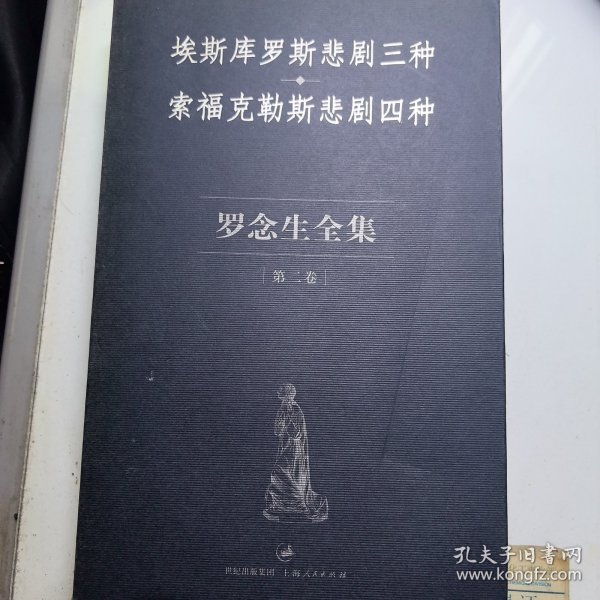 埃斯库罗斯悲剧三种
索福克勒斯悲剧四种
罗念生全集
第二卷
世纪出版集团 上海人民出版社
孔夫子旧书网
www.kongfz.com